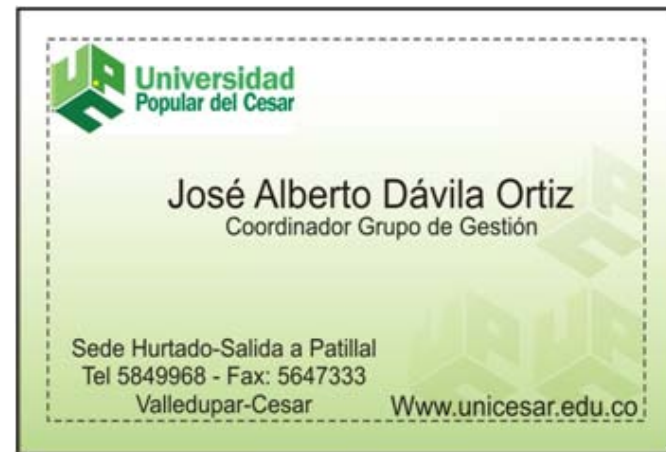 UPC
Universidad
Popular del Cesar
José Alberto Dávila Ortiz
Coordinador Grupo de Gestión
Sede Hurtado-Salida a Patillal
Tel 5849968 - Fax: 5647333
Valledupar-Cesar
Www.unicesar.edu.co